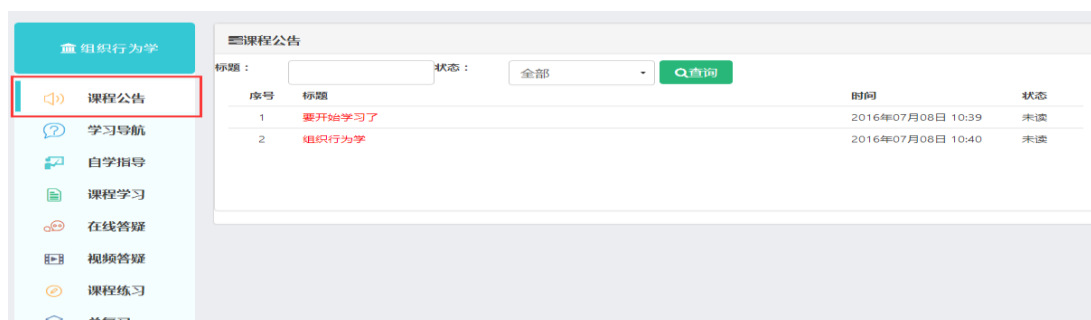 组织行为学
课程公告
学习导航
自学指导
课程学习
在线答疑
视频答疑
课程练习
课程公告
标题： 状态： 全部 查询
序号 标题 时间 状态
1 要开始学习了 2016年07月08日 10:39 未读
2 组织行为学 2016年07月08日 10:40 未读